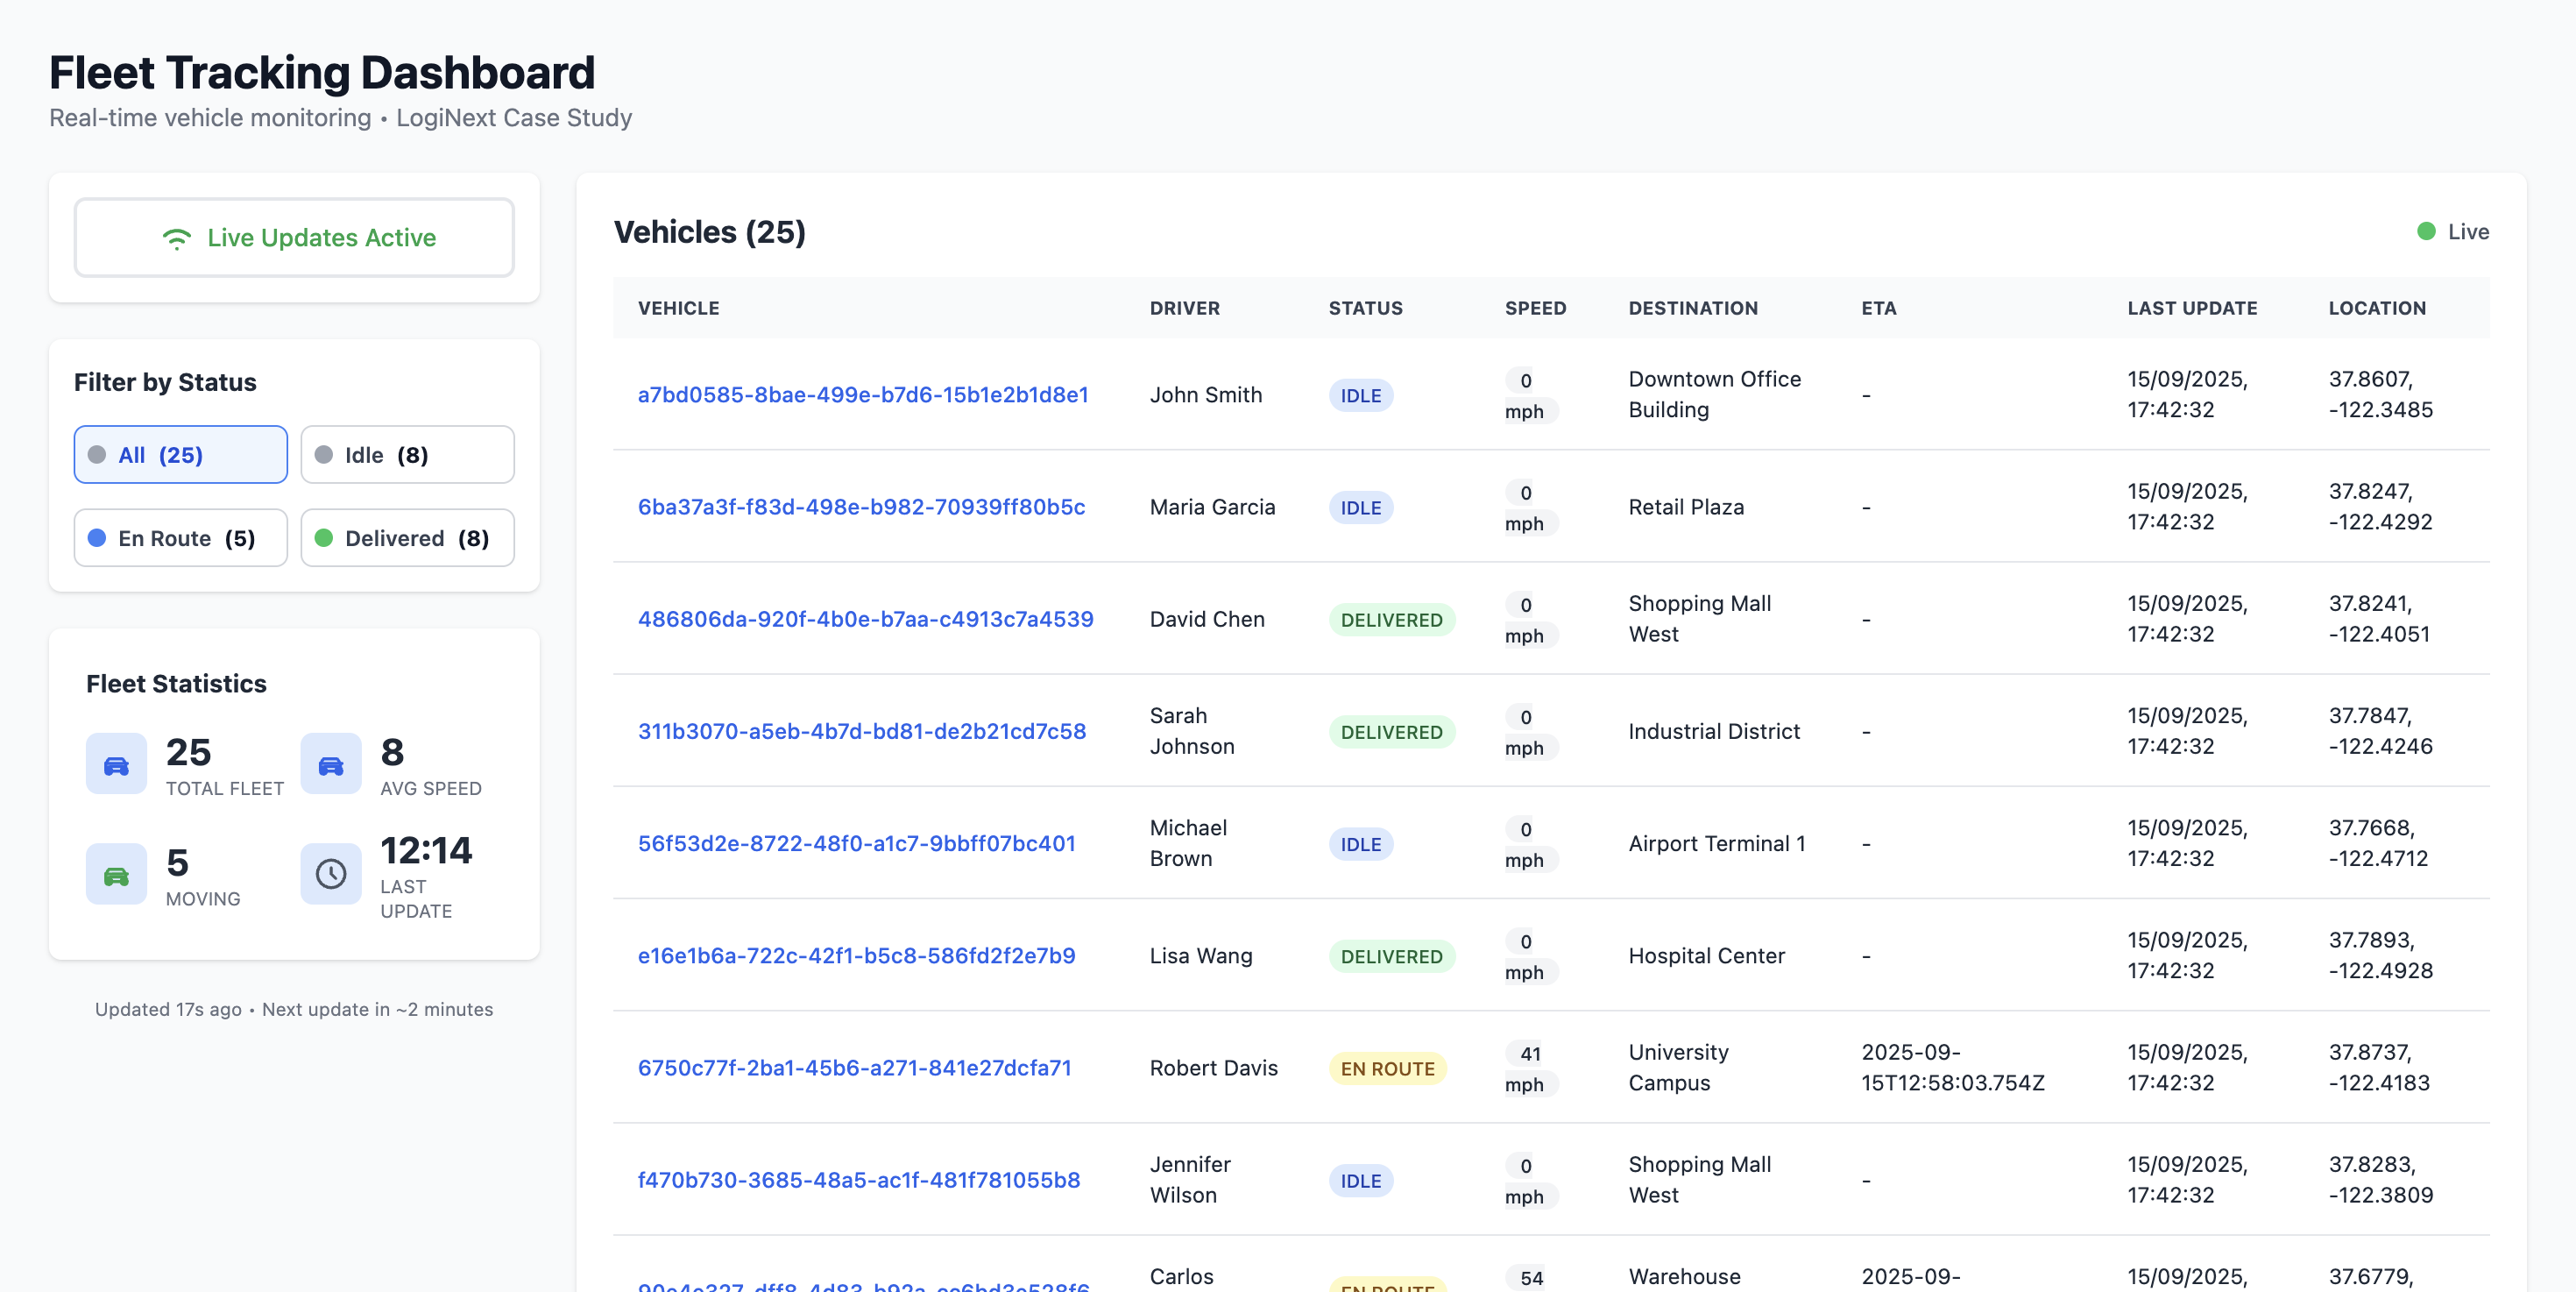 Fleet Tracking Dashboard
Real-time vehicle monitoring • LogiNext Case Study
Live Updates Active
Filter by Status
All (25)
Idle (8)
En Route (5)
Delivered (8)
Fleet Statistics
25
TOTAL FLEET
8
AVG SPEED
5
MOVING
12:14
LAST
UPDATE
Updated 17s ago • Next update in ~2 minutes
Vehicles (25)
Live
VEHICLE DRIVER STATUS SPEED DESTINATION ETA LAST UPDATE LOCATION
a7bd0585-8bae-499e-b7d6-15b1e2b1d8e1 John Smith IDLE 0 Downtown Office - 15/09/2025, 37.8607,
mph Building 17:42:32 -122.3485
6ba37a3f-f83d-498e-b982-70939ff80b5c Maria Garcia IDLE 0 Retail Plaza - 15/09/2025, 37.8247,
mph 17:42:32 -122.4292
486806da-920f-4b0e-b7aa-c4913c7a4539 David Chen DELIVERED 0 Shopping Mall - 15/09/2025, 37.8241,
mph West 17:42:32 -122.4051
311b3070-a5eb-4b7d-bd81-de2b21cd7c58 Sarah DELIVERED 0 Industrial District - 15/09/2025, 37.7847,
Johnson mph 17:42:32 -122.4246
56f53d2e-8722-48f0-a1c7-9bbff07bc401 Michael IDLE 0 Airport Terminal 1 - 15/09/2025, 37.7668,
Brown mph 17:42:32 -122.4712
e16e1b6a-722c-42f1-b5c8-586fd2f2e7b9 Lisa Wang DELIVERED 0 Hospital Center - 15/09/2025, 37.7893,
mph 17:42:32 -122.4928
6750c77f-2ba1-45b6-a271-841e27dcfa71 Robert Davis EN ROUTE 41 University 2025-09- 15/09/2025, 37.8737,
mph Campus 15T12:58:03.754Z 17:42:32 -122.4183
f470b730-3685-48a5-ac1f-481f781055b8 Jennifer IDLE 0 Shopping Mall - 15/09/2025, 37.8283,
Wilson mph West 17:42:32 -122.3809
Carlos EN ROUTE 54 Warehouse 2025-09- 15/09/2025, 37.6779,